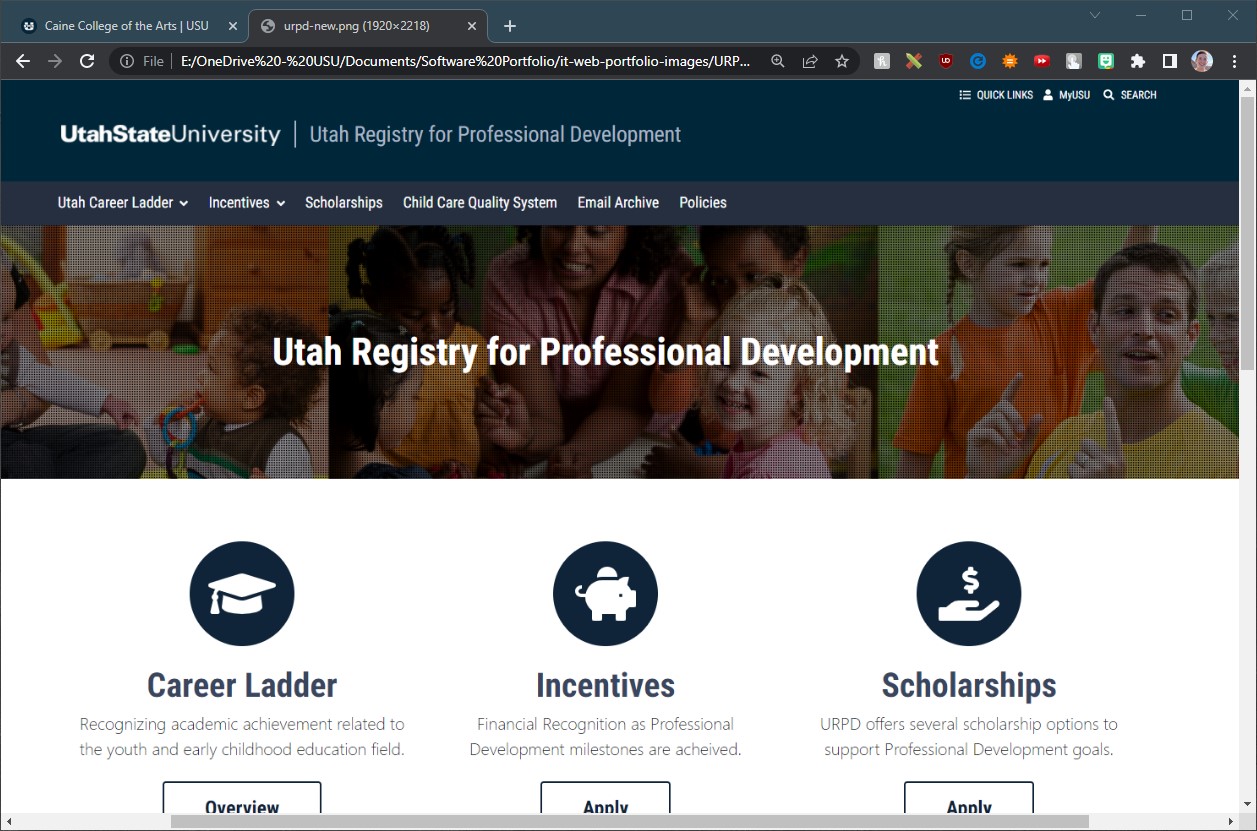 Caine College of the Arts | USU
urpd-new.png (1920×2218)
File | E:/OneDrive%20-%20USU/Documents/Software%20Portfolio/it-web-portfolio-images/URP...
QUICK LINKS MyUSU SEARCH
UtahStateUniversity | Utah Registry for Professional Development
Utah Career Ladder Incentives Scholarships Child Care Quality System Email Archive Policies
Utah Registry for Professional Development
Career Ladder
Recognizing academic achievement related to
the youth and early childhood education field.
Overview
Incentives
Financial Recognition as Professional
Development milestones are acheived.
Apply
Scholarships
URPD offers several scholarship options to
support Professional Development goals.
Apply